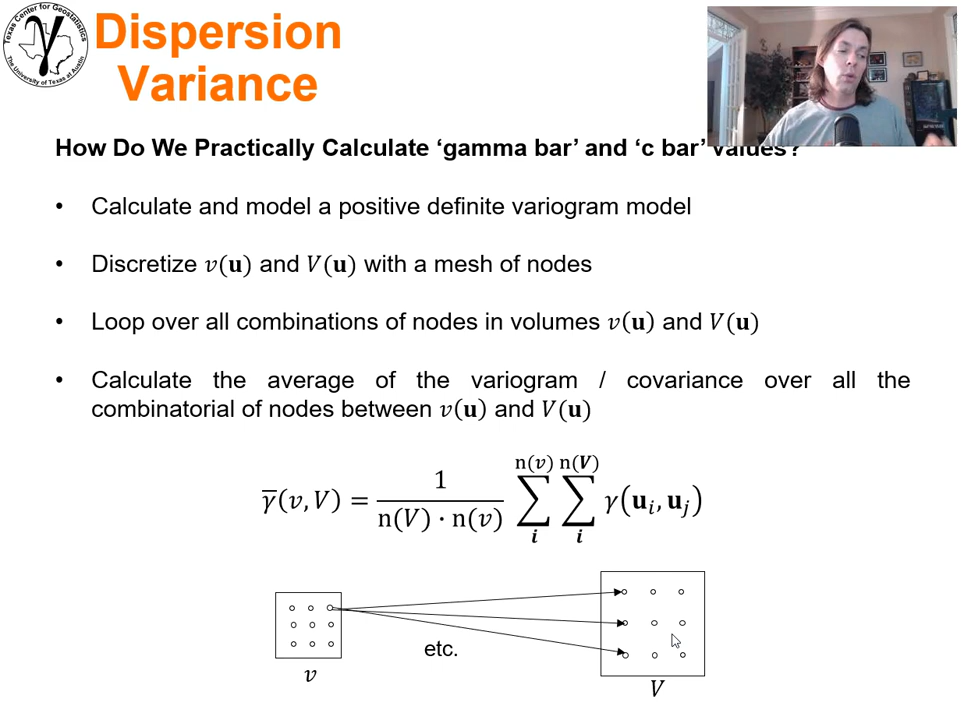 Texas Center for Geostatistics
The University of Texas at Austin
Dispersion
Variance
How Do We Practically Calculate ‘gamma bar’ and ‘c bar’ Values?
• Calculate and model a positive definite variogram model
• Discretize 𝑣(𝐮) and 𝑉(𝐮) with a mesh of nodes
• Loop over all combinations of nodes in volumes 𝑣(𝐮) and 𝑉(𝐮)
• Calculate the average of the variogram / covariance over all the
combinatorial of nodes between 𝑣(𝐮) and 𝑉(𝐮)
γ̅(𝑣, 𝑉) = 1 / (n(𝑉) · n(𝑣)) ∑_𝒊^{n(𝑣)} ∑_𝒊^{n(𝑽)} γ(𝐮ᵢ, 𝐮ⱼ)
etc.
𝑣
𝑉